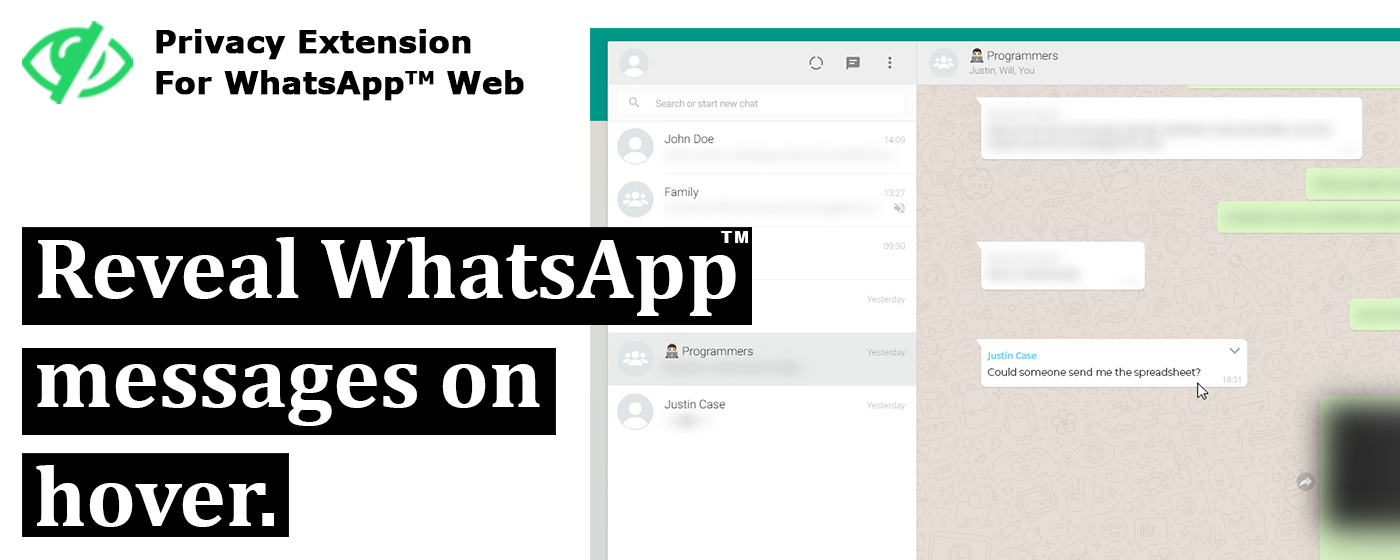 Privacy Extension
For WhatsApp™ Web
Reveal WhatsApp™
messages on
hover.
Search or start new chat
John Doe
14:09
Family
13:27
09:30
Yesterday
👨🏻‍💻 Programmers
Yesterday
Justin Case
Yesterday
👨🏻‍💻 Programmers
Justin, Will, You
Justin Case
Could someone send me the spreadsheet?
18:31